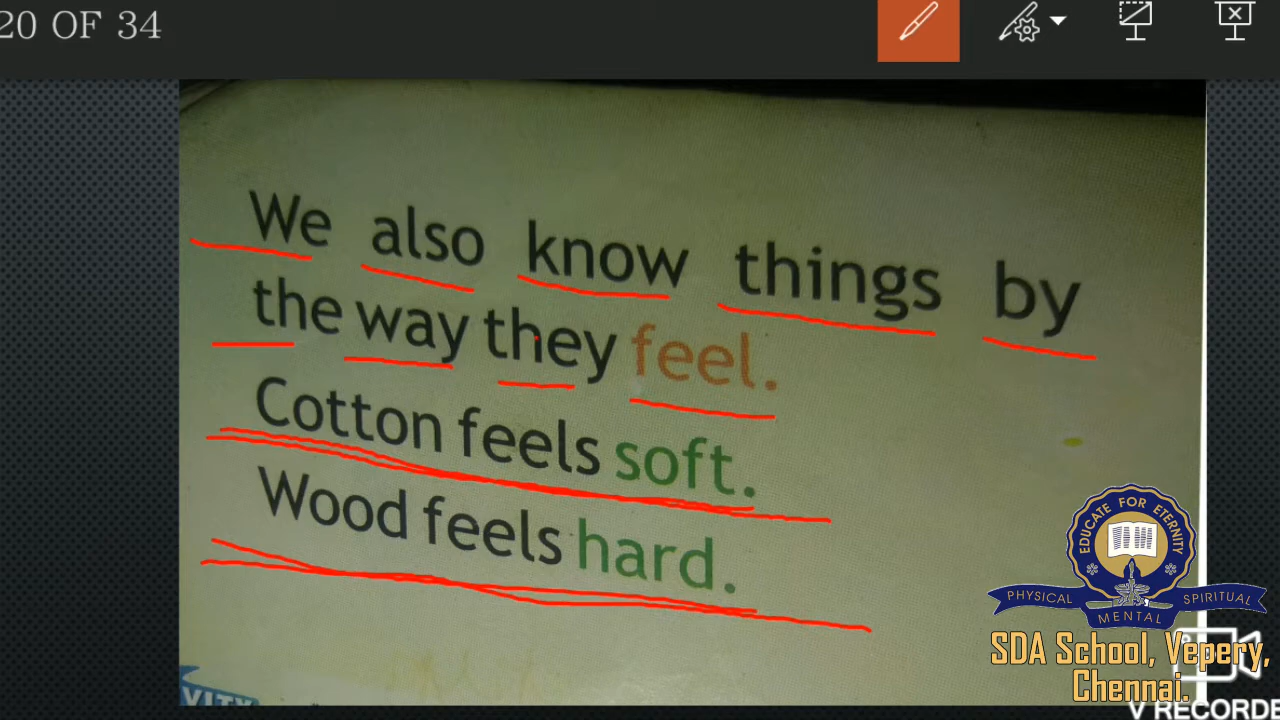 20 OF 34
We also know things by
the way they feel.
Cotton feels soft.
Wood feels hard.
EDUCATE FOR ETERNITY
PHYSICAL
MENTAL
SPIRITUAL
SDA School, Vepery,
Chennai.
V RECORDE